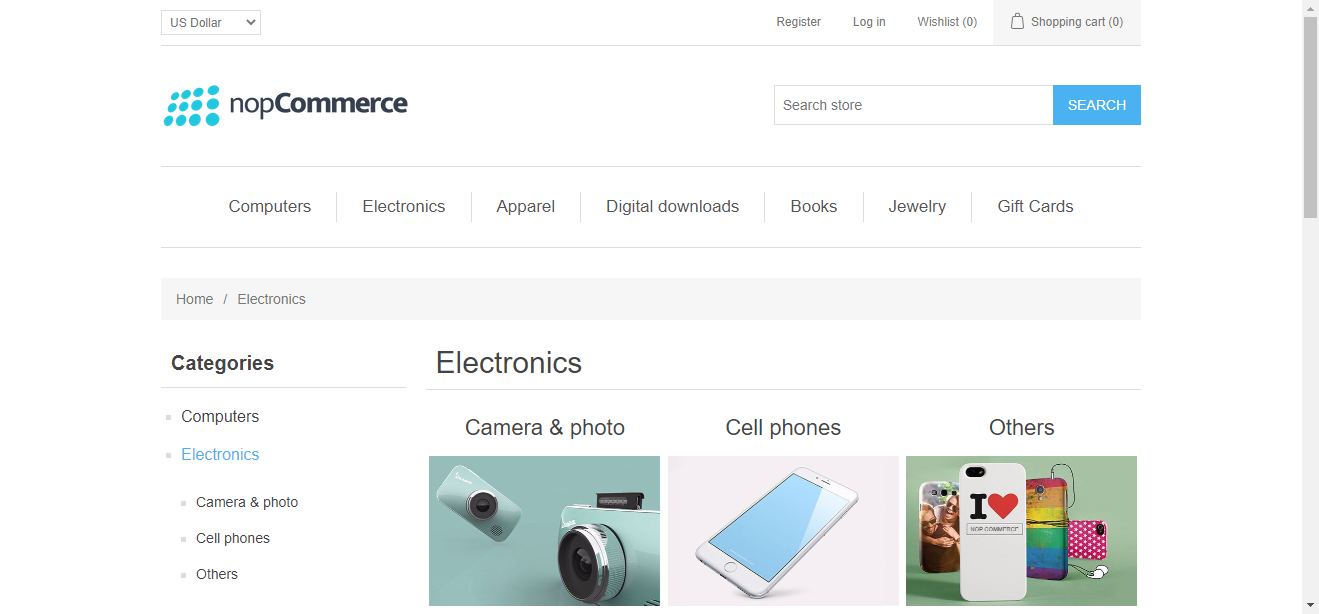 US Dollar
Register
Log in
Wishlist (0)
Shopping cart (0)
nopCommerce
Search store
SEARCH
Computers
Electronics
Apparel
Digital downloads
Books
Jewelry
Gift Cards
Home / Electronics
Categories
Computers
Electronics
Camera & photo
Cell phones
Others
Electronics
Camera & photo
Cell phones
Others
I
NOP COMMERCE